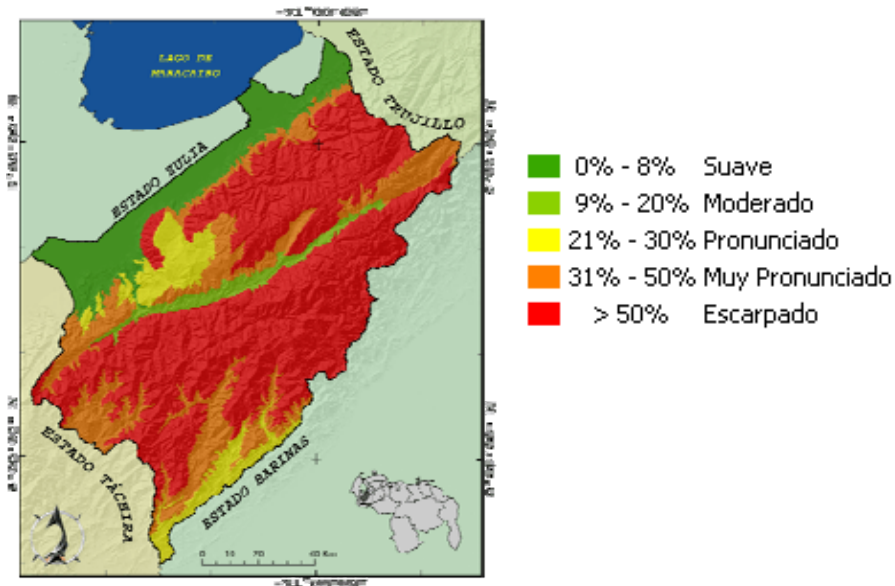 LAGO DE
MARACAIBO
ESTADO TRUJILLO
ESTADO ZULIA
0% - 8% Suave
9% - 20% Moderado
21% - 30% Pronunciado
31% - 50% Muy Pronunciado
> 50% Escarpado
ESTADO TÁCHIRA
ESTADO BARINAS